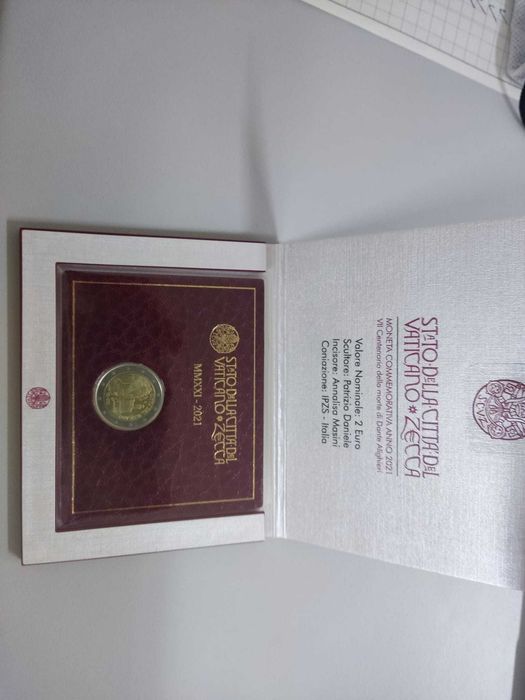 STATO·DELLA·CITTÀ·DEL
VATICANO * ZECCA
MONETA COMMEMORATIVA ANNO 2021
VII Centenario della morte di Dante Alighieri
Valore Nominale: 2 Euro
Scultore: Patrizio Daniele
Incisore: Annalisa Masini
Coniazione: IPZS - Italia
STATO·DELLA·CITTÀ·DEL
VATICANO * ZECCA
MMXXI - 2021